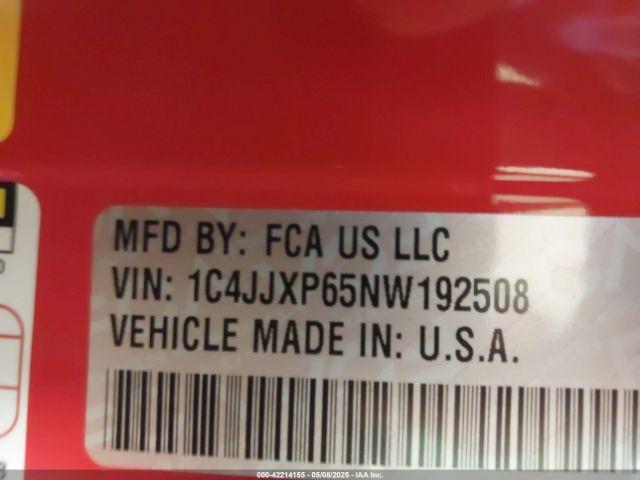 MFD BY: FCA US LLC
VIN: 1C4JJXP65NW192508
VEHICLE MADE IN: U.S.A.
000-42214155 - 05/08/2025 - IAA Inc.